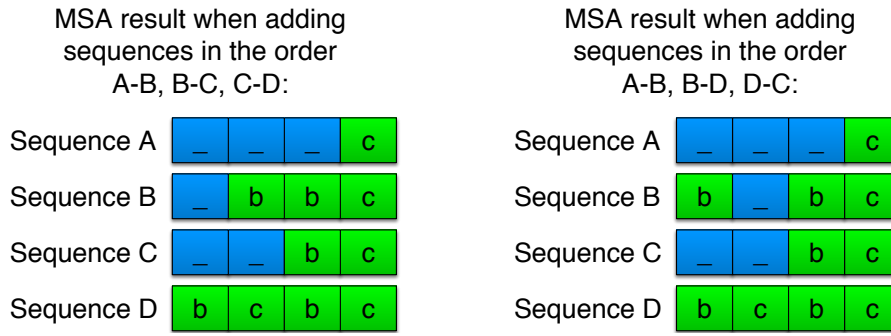 MSA result when adding
sequences in the order
A-B, B-C, C-D:
Sequence A _ _ _ c
Sequence B _ b b c
Sequence C _ _ b c
Sequence D b c b c
MSA result when adding
sequences in the order
A-B, B-D, D-C:
Sequence A _ _ _ c
Sequence B b _ b c
Sequence C _ _ b c
Sequence D b c b c